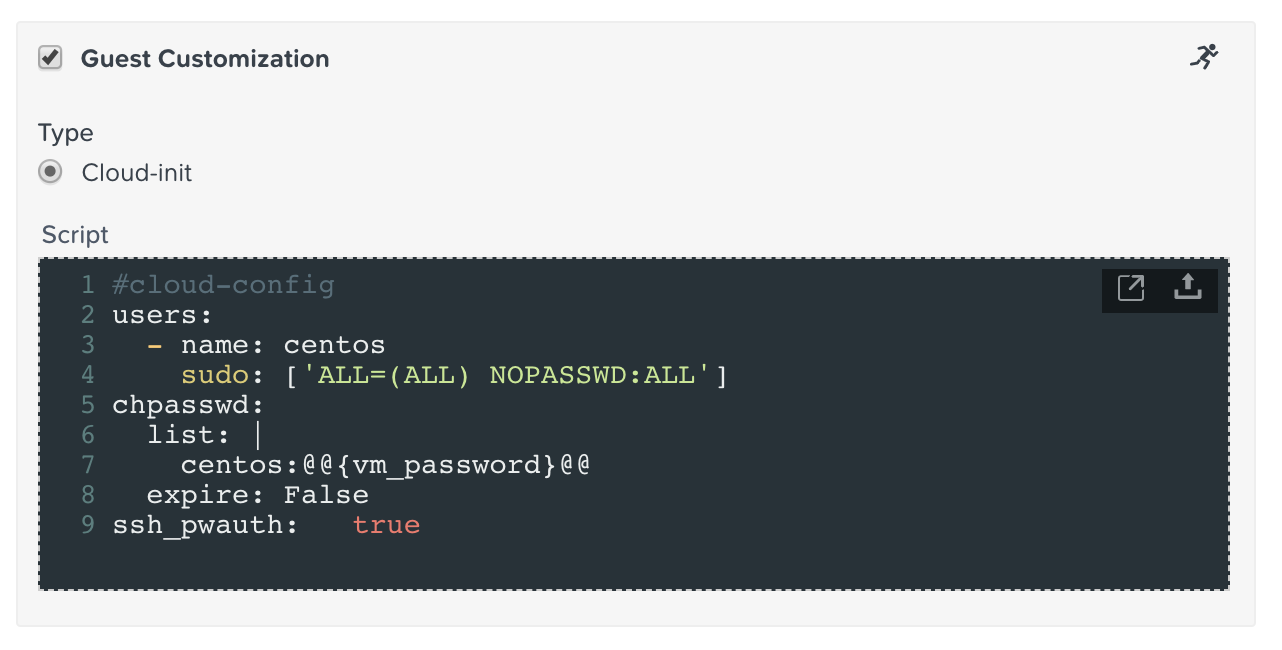 Guest Customization
Type
Cloud-init
Script
1 #cloud-config
2 users:
3   - name: centos
4     sudo: ['ALL=(ALL) NOPASSWD:ALL']
5 chpasswd:
6   list: |
7     centos:@@{vm_password}@@
8   expire: False
9 ssh_pwauth:   true